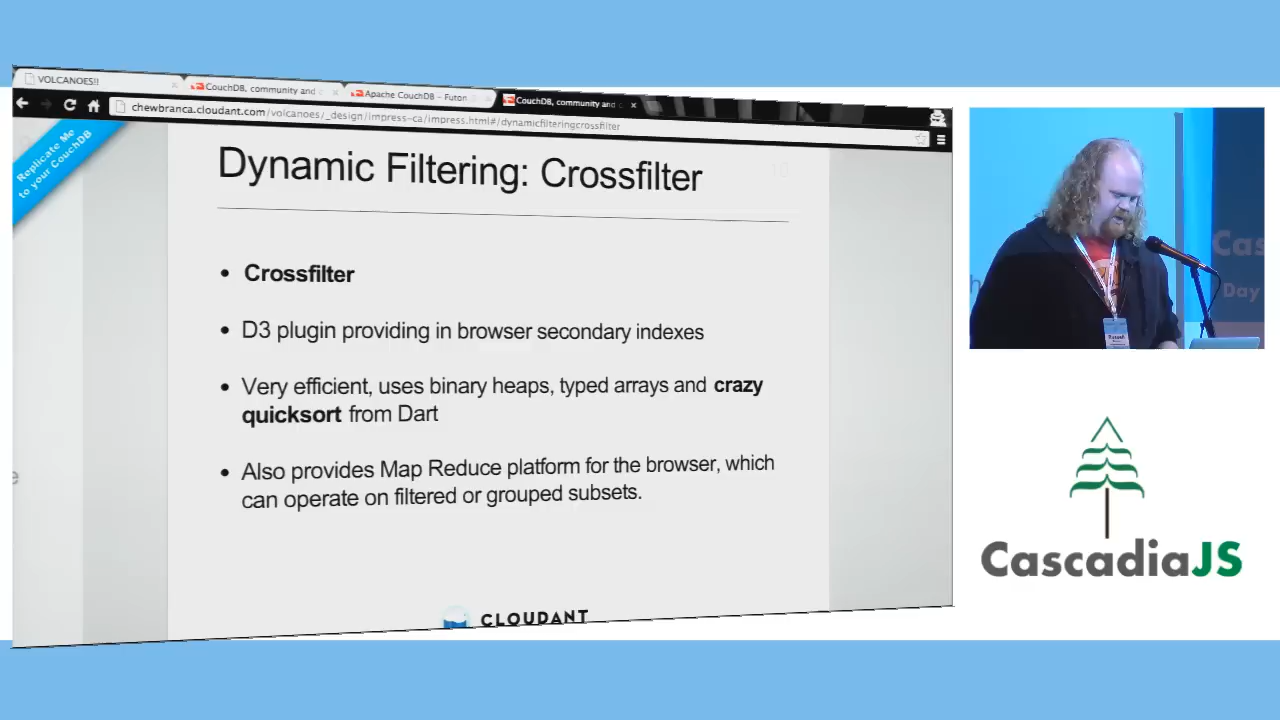 VOLCANOES!!
CouchDB, community and c
Apache CouchDB - Futon
CouchDB, community and c
chewbranca.cloudant.com/volcanoes/_design/impress-ca/impress.html#/dynamicfilteringcrossfilter
Replicate Me
to your CouchDB
Dynamic Filtering: Crossfilter
• Crossfilter
• D3 plugin providing in browser secondary indexes
• Very efficient, uses binary heaps, typed arrays and crazy
quicksort from Dart
• Also provides Map Reduce platform for the browser, which
can operate on filtered or grouped subsets.
e
CLOUDANT
Cas
Day
CascadiaJS